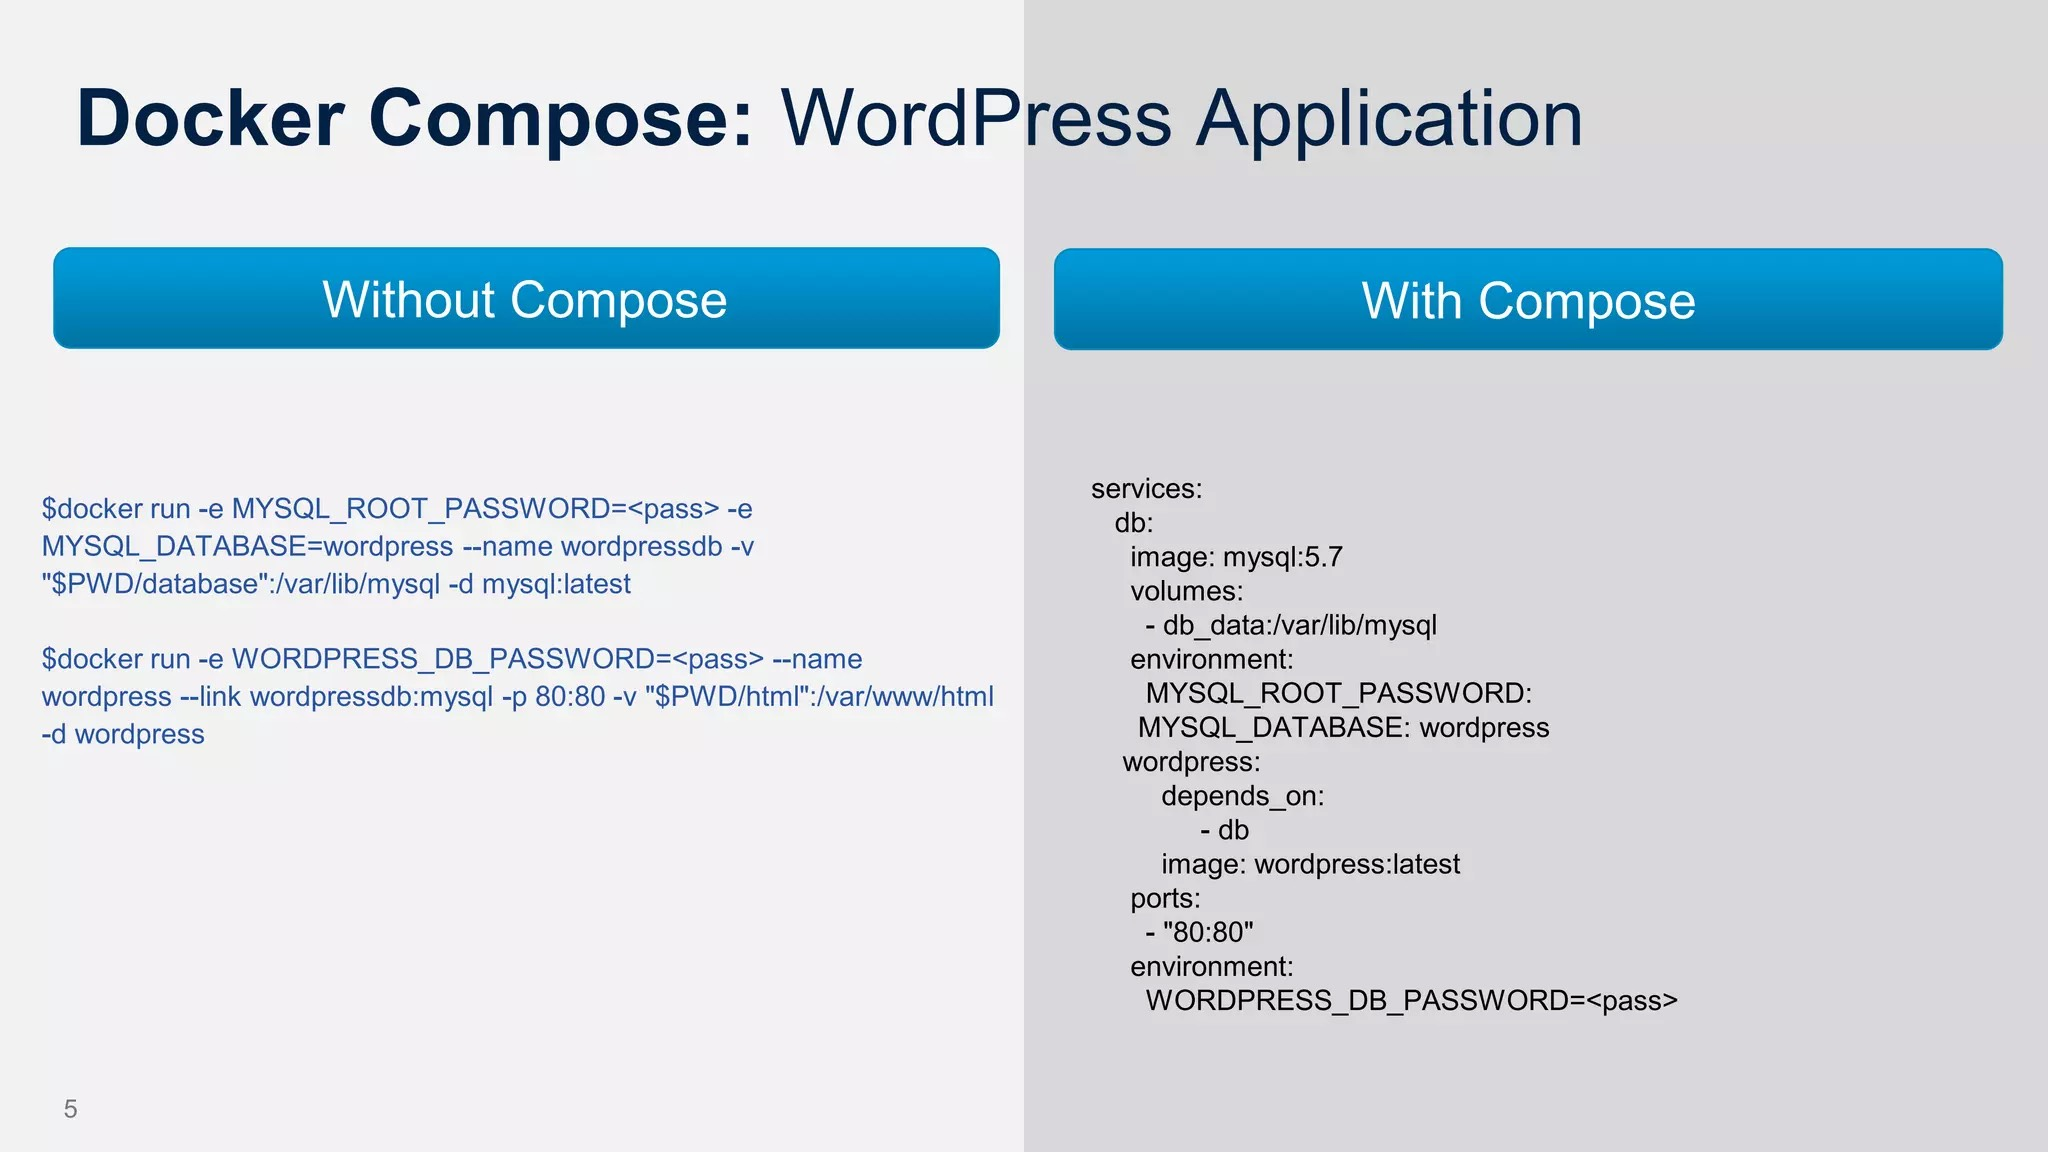 Docker Compose: WordPress Application
Without Compose
$docker run -e MYSQL_ROOT_PASSWORD=<pass> -e
MYSQL_DATABASE=wordpress --name wordpressdb -v
"$PWD/database":/var/lib/mysql -d mysql:latest
$docker run -e WORDPRESS_DB_PASSWORD=<pass> --name
wordpress --link wordpressdb:mysql -p 80:80 -v "$PWD/html":/var/www/html
-d wordpress
With Compose
services:
db:
image: mysql:5.7
volumes:
- db_data:/var/lib/mysql
environment:
MYSQL_ROOT_PASSWORD:
MYSQL_DATABASE: wordpress
wordpress:
depends_on:
- db
image: wordpress:latest
ports:
- "80:80"
environment:
WORDPRESS_DB_PASSWORD=<pass>
5